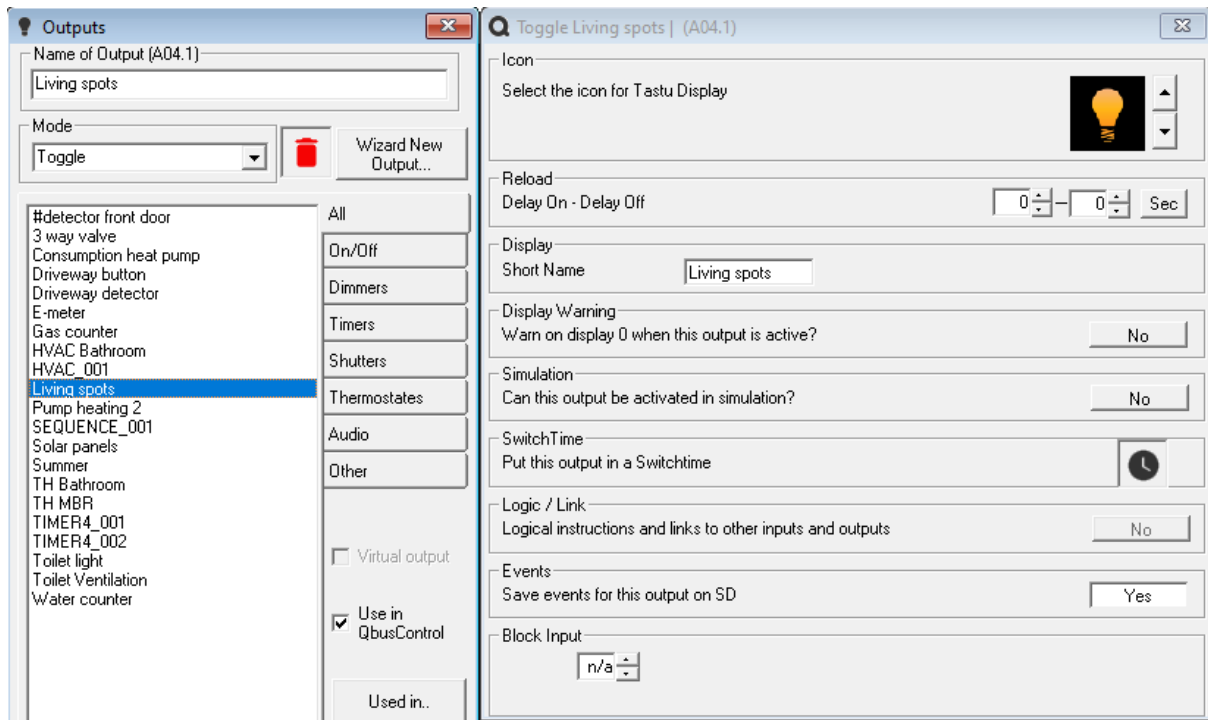 Outputs
Name of Output (A04.1)
Living spots
Mode
Toggle
Wizard New
Output...
#detector front door
3 way valve
Consumption heat pump
Driveway button
Driveway detector
E-meter
Gas counter
HVAC Bathroom
HVAC_001
Living spots
Pump heating 2
SEQUENCE_001
Solar panels
Summer
TH Bathroom
TH MBR
TIMER4_001
TIMER4_002
Toilet light
Toilet Ventilation
Water counter
All
On/Off
Dimmers
Timers
Shutters
Thermostates
Audio
Other
Virtual output
Use in
QbusControl
Used in..
Toggle Living spots | (A04.1)
Icon
Select the icon for Tastu Display
Reload
Delay On - Delay Off
0 – 0 Sec
Display
Short Name Living spots
Display Warning
Warn on display 0 when this output is active? No
Simulation
Can this output be activated in simulation? No
SwitchTime
Put this output in a Switchtime
Logic / Link
Logical instructions and links to other inputs and outputs No
Events
Save events for this output on SD Yes
Block Input
n/a